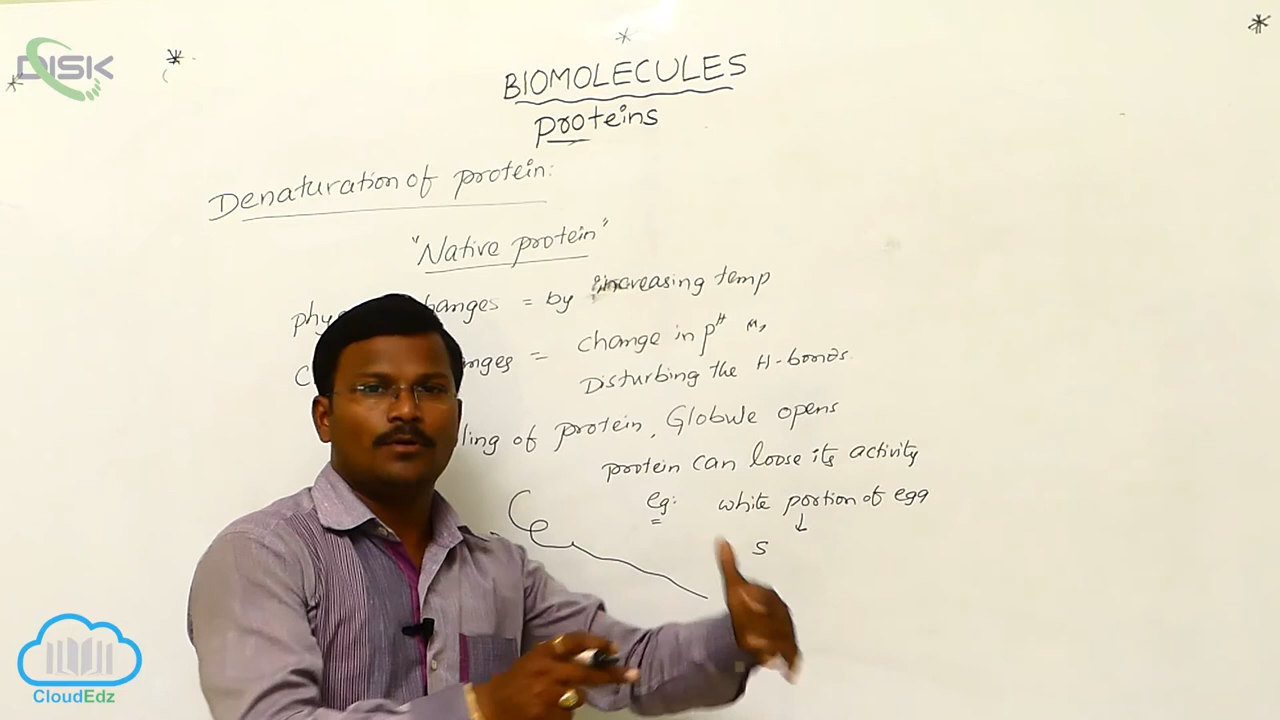 DISK
BIOMOLECULES
proteins
Denaturation of protein:
"Native protein"
= by increasing temp
= change in pH
Disturbing the H-bonds.
of protein, Globule opens
protein can loose its activity
eg: white portion of egg
↓
S
CloudEdz